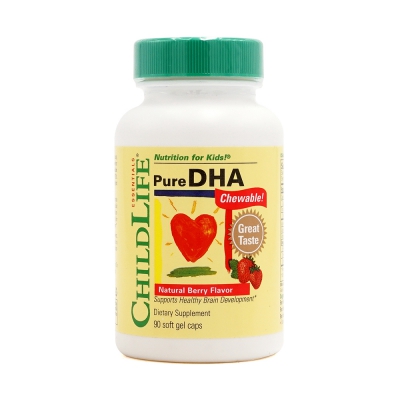 ESSENTIALS
CHILDLIFE
Nutrition for Kids!®
Pure DHA
Chewable!
Great
Taste
Natural Berry Flavor
Supports Healthy Brain Development*
Dietary Supplement
90 soft gel caps